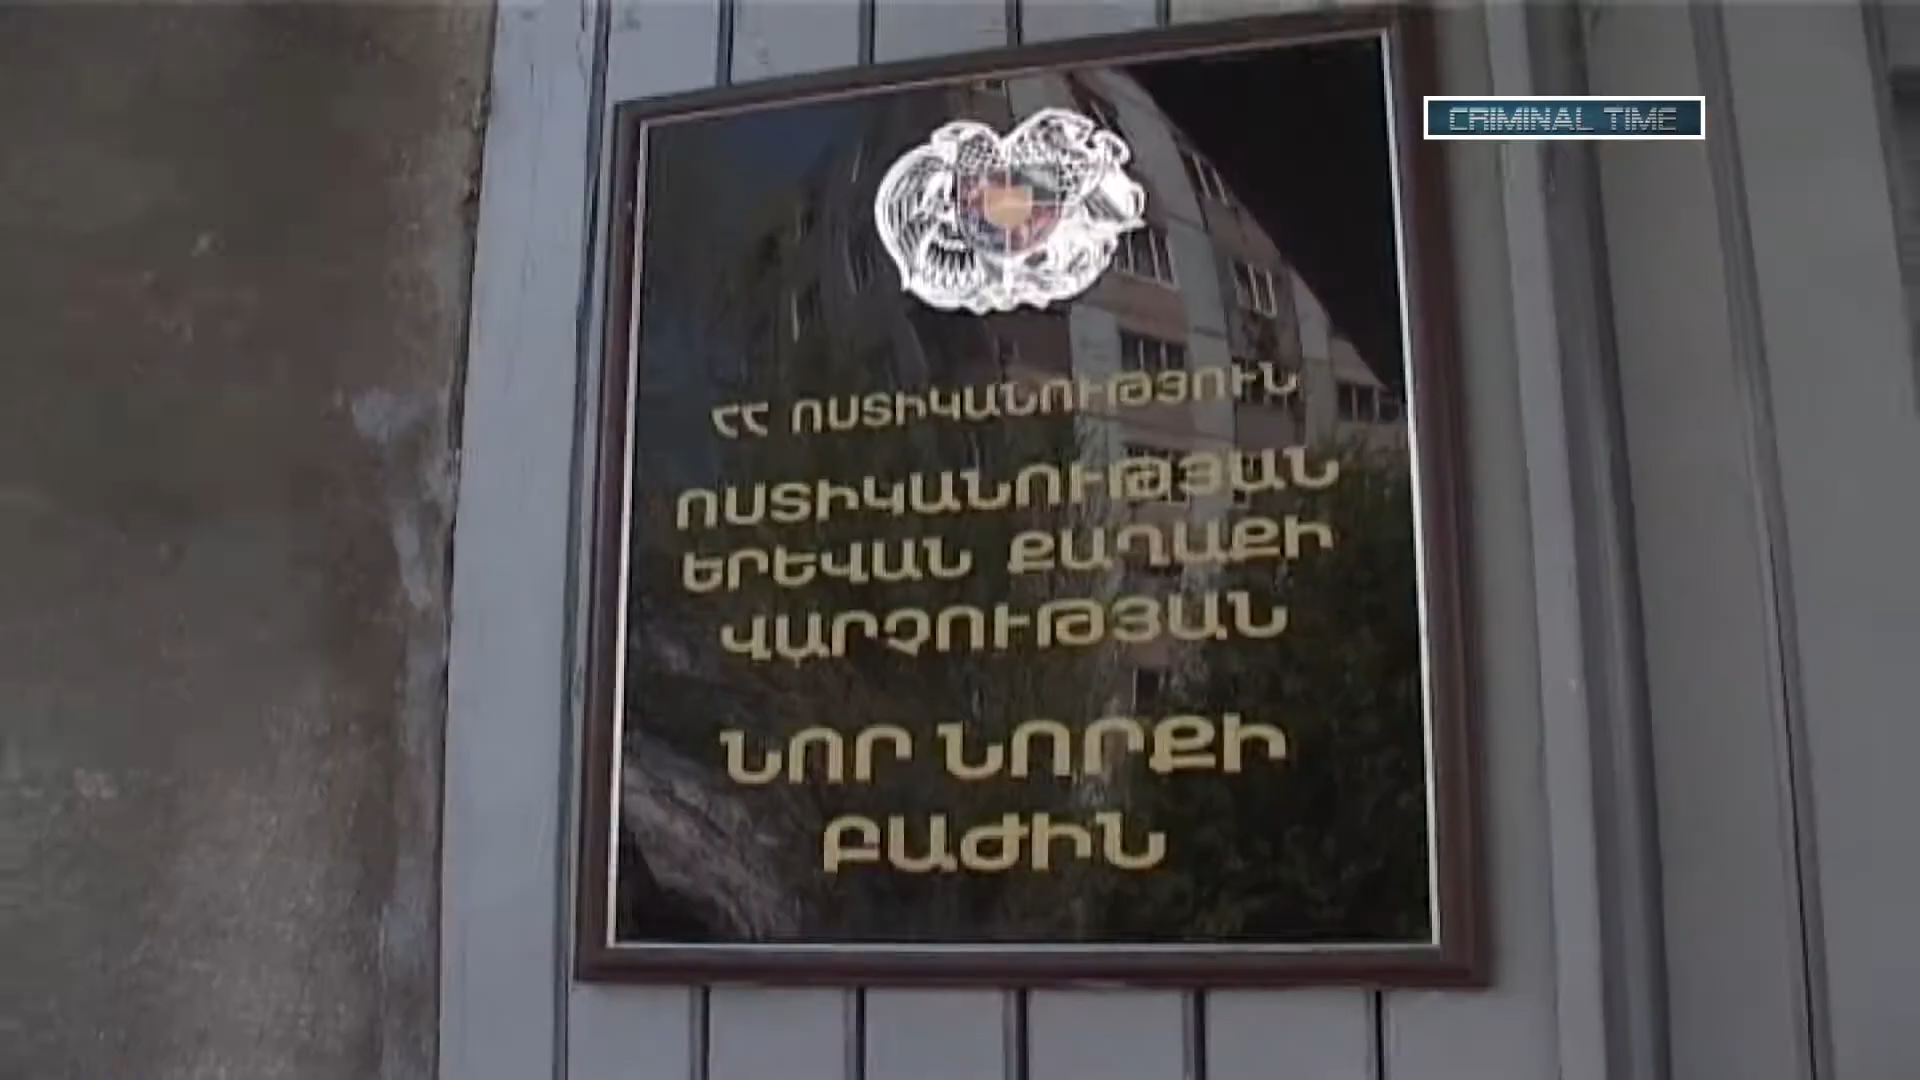 CRIMINAL TIME
ՀՀ ՈՍՏԻԿԱՆՈՒԹՅՈՒՆ
ՈՍՏԻԿԱՆՈՒԹՅԱՆ
ԵՐԵՎԱՆ ՔԱՂԱՔԻ
ՎԱՐՉՈՒԹՅԱՆ
ՆՈՐ ՆՈՐՔԻ
ԲԱԺԻՆ